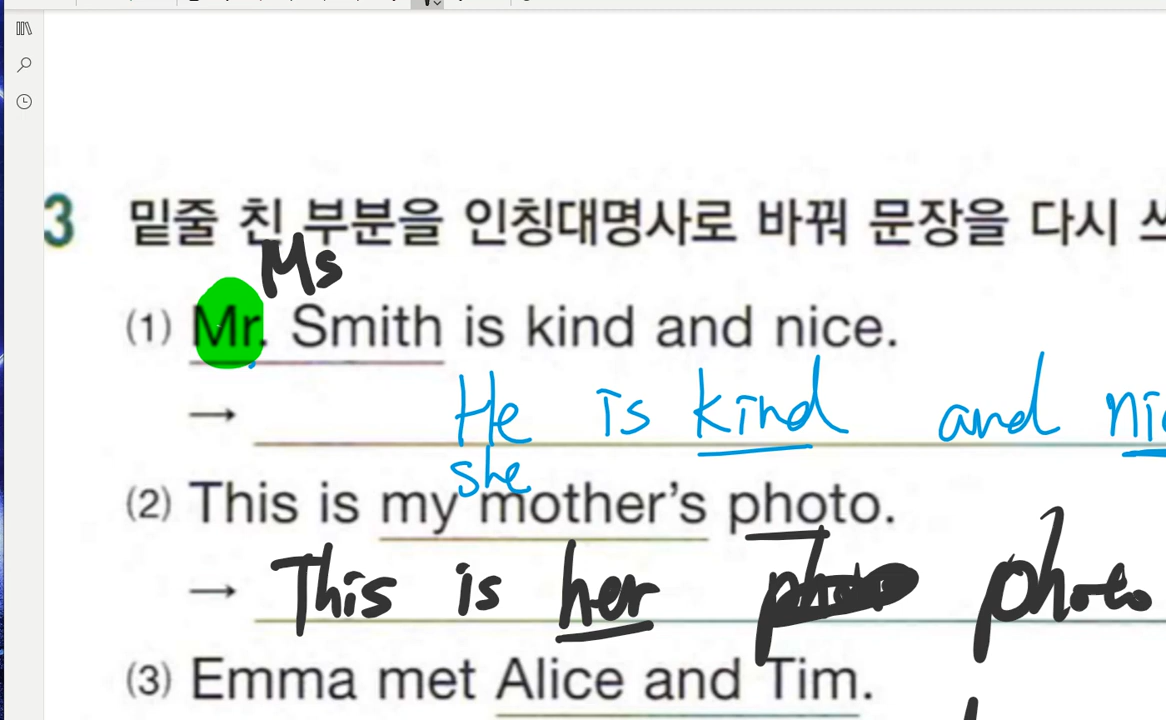 3 밑줄 친 부분을 인칭대명사로 바꿔 문장을 다시
Ms
(1) Mr. Smith is kind and nice.
→ He is kind and
she
(2) This is my mother's photo.
→ This is her photo photo
(3) Emma met Alice and Tim.